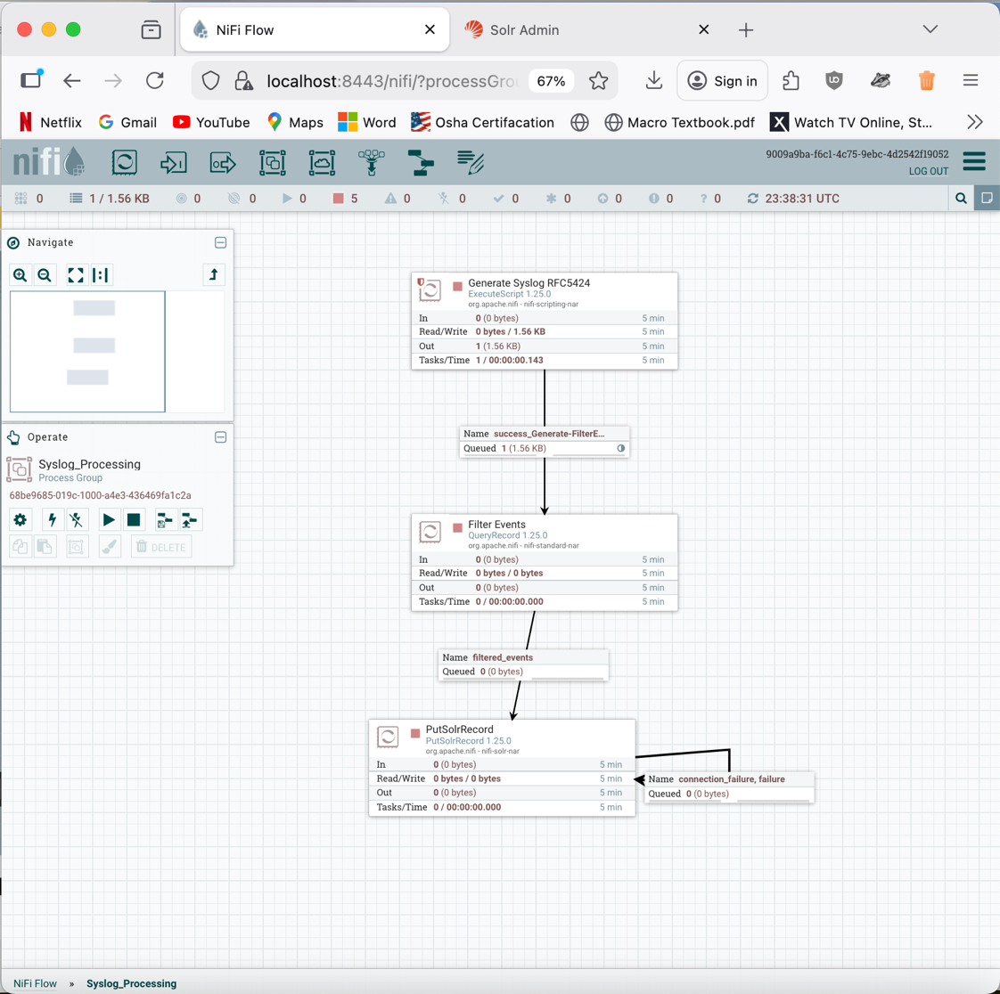 NiFi Flow
Solr Admin
localhost:8443/nifi/?processGrou
67%
Sign in
Netflix
Gmail
YouTube
Maps
Word
Osha Certifacation
Macro Textbook.pdf
Watch TV Online, St...
nifi
9009a9ba-f6c1-4c75-9ebc-4d2542f19052
LOG OUT
0 1 / 1.56 KB 0 0 0 5 0 0 0 0 0 0 ? 0 23:38:31 UTC
Navigate
Operate
Syslog_Processing
Process Group
68be9685-019c-1000-a4e3-436469fa1c2a
DELETE
Generate Syslog RFC5424
ExecuteScript 1.25.0
org.apache.nifi - nifi-scripting-nar
In 0 (0 bytes) 5 min
Read/Write 0 bytes / 1.56 KB 5 min
Out 1 (1.56 KB) 5 min
Tasks/Time 1 / 00:00:00.143 5 min
Name success_Generate-FilterE...
Queued 1 (1.56 KB)
Filter Events
QueryRecord 1.25.0
org.apache.nifi - nifi-standard-nar
In 0 (0 bytes) 5 min
Read/Write 0 bytes / 0 bytes 5 min
Out 0 (0 bytes) 5 min
Tasks/Time 0 / 00:00:00.000 5 min
Name filtered_events
Queued 0 (0 bytes)
PutSolrRecord
PutSolrRecord 1.25.0
org.apache.nifi - nifi-solr-nar
In 0 (0 bytes) 5 min
Read/Write 0 bytes / 0 bytes 5 min
Out 0 (0 bytes) 5 min
Tasks/Time 0 / 00:00:00.000 5 min
Name connection_failure, failure
Queued 0 (0 bytes)
NiFi Flow » Syslog_Processing